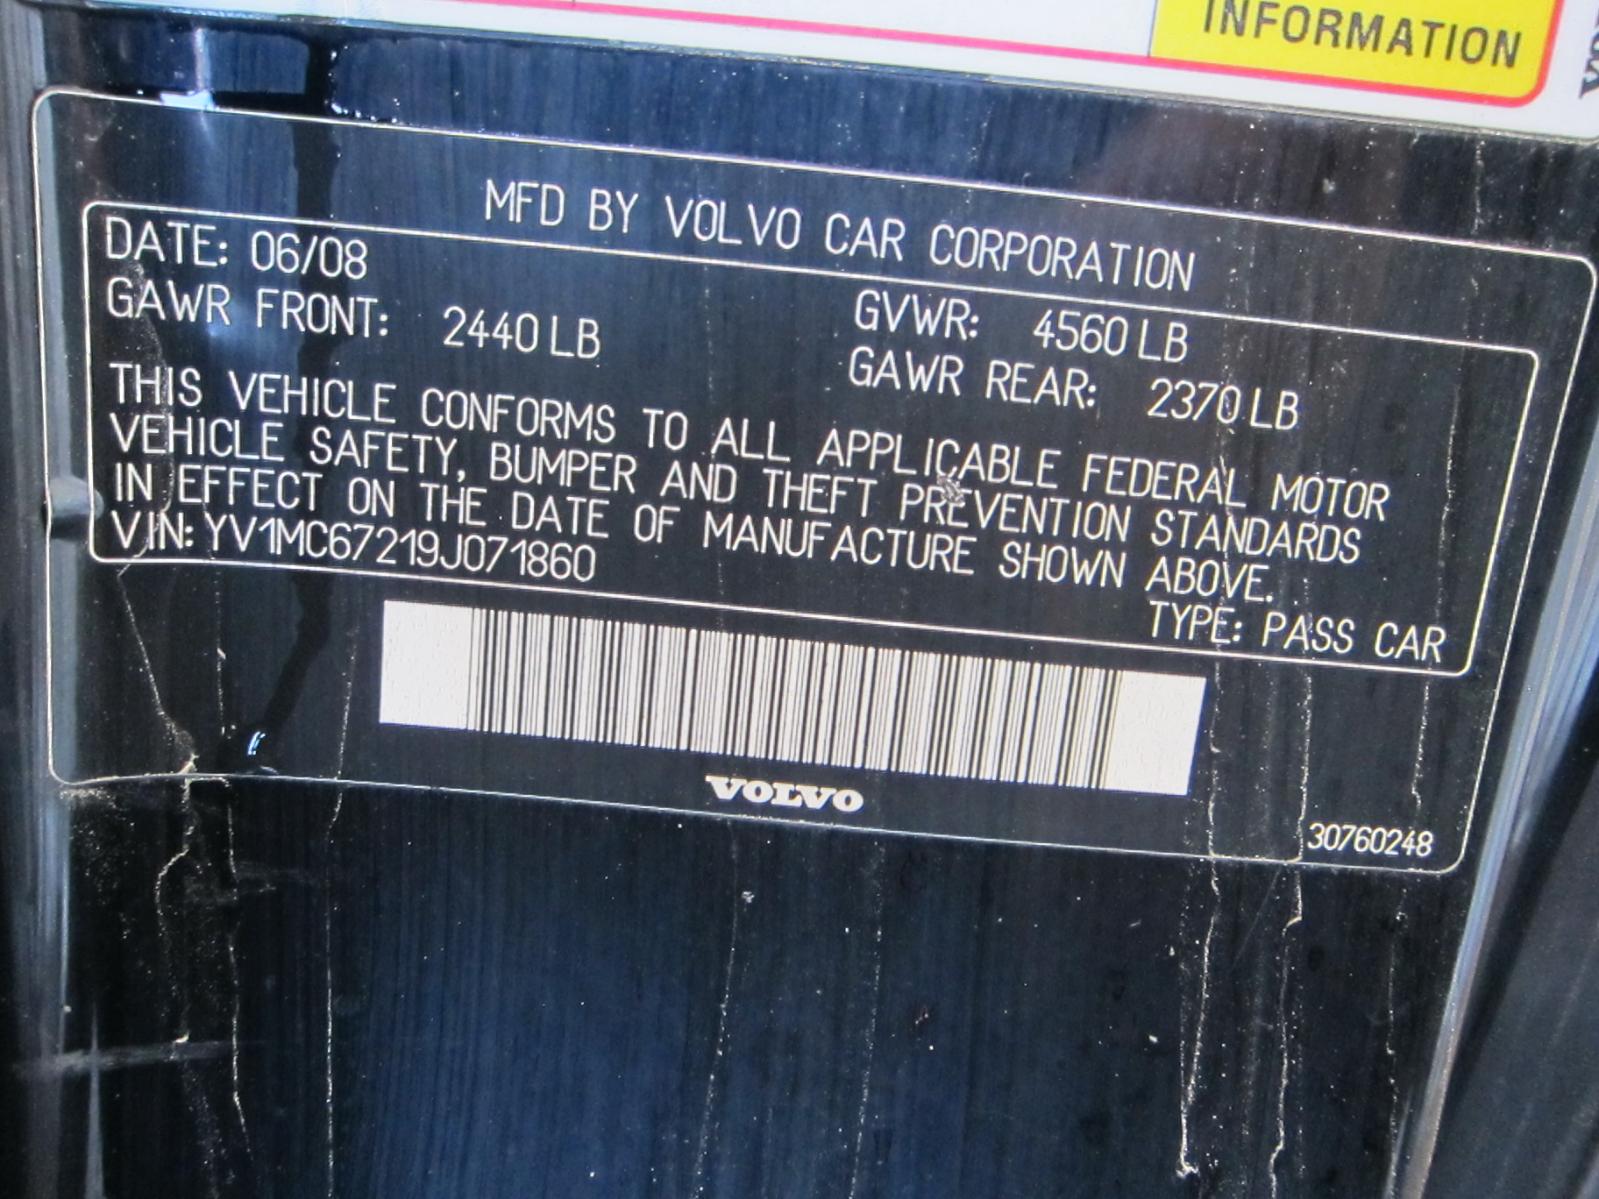 INFORMATION
MFD BY VOLVO CAR CORPORATION
DATE: 06/08
GVWR: 4560 LB
GAWR FRONT: 2440 LB
GAWR REAR: 2370 LB
THIS VEHICLE CONFORMS TO ALL APPLICABLE FEDERAL MOTOR
VEHICLE SAFETY, BUMPER AND THEFT PREVENTION STANDARDS
IN EFFECT ON THE DATE OF MANUFACTURE SHOWN ABOVE.
VIN: YV1MC67219J071860
TYPE: PASS CAR
VOLVO
30760248